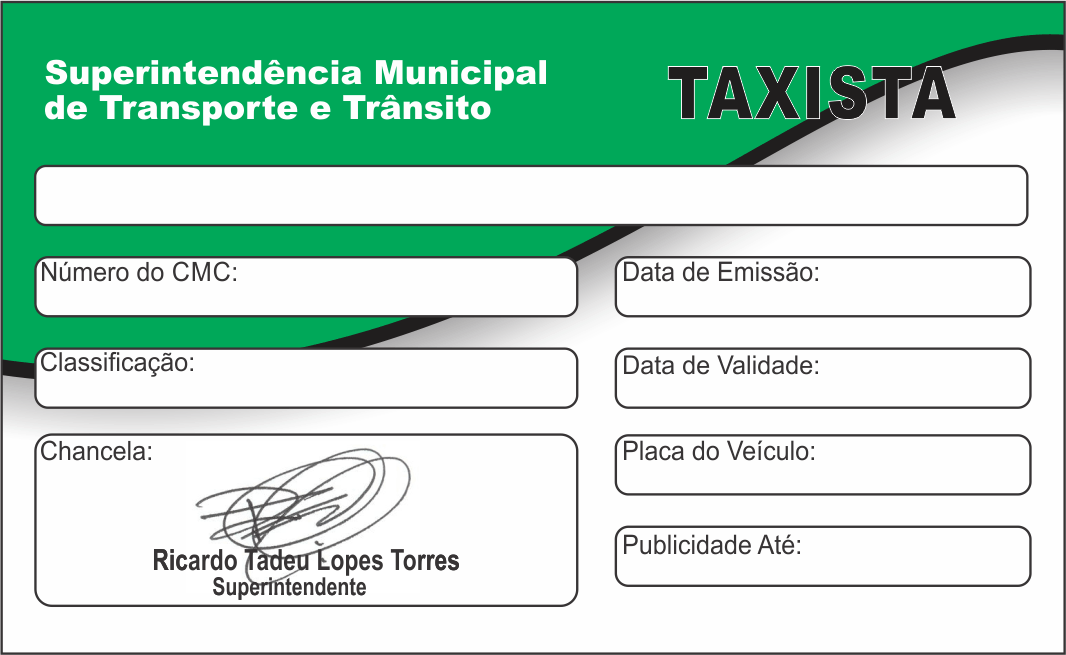 Superintendência Municipal
de Transporte e Trânsito
TAXISTA
Número do CMC:
Data de Emissão:
Classificação:
Data de Validade:
Chancela:
Placa do Veículo:
Ricardo Tadeu Lopes Torres
Superintendente
Publicidade Até: